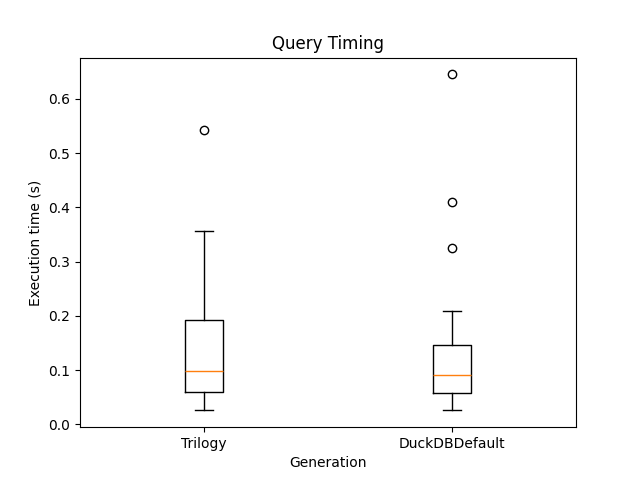 Query Timing
0.6
0.5
0.4
0.3
0.2
0.1
0.0
Execution time (s)
Trilogy
DuckDBDefault
Generation